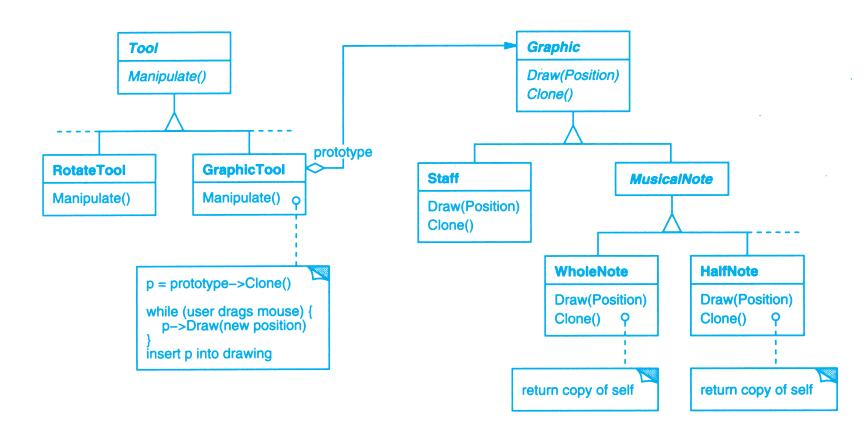 Tool
Manipulate()
RotateTool
Manipulate()
GraphicTool
Manipulate()
prototype
p = prototype–>Clone()
while (user drags mouse) {
p–>Draw(new position)
}
insert p into drawing
Graphic
Draw(Position)
Clone()
Staff
Draw(Position)
Clone()
MusicalNote
WholeNote
Draw(Position)
Clone()
HalfNote
Draw(Position)
Clone()
return copy of self
return copy of self